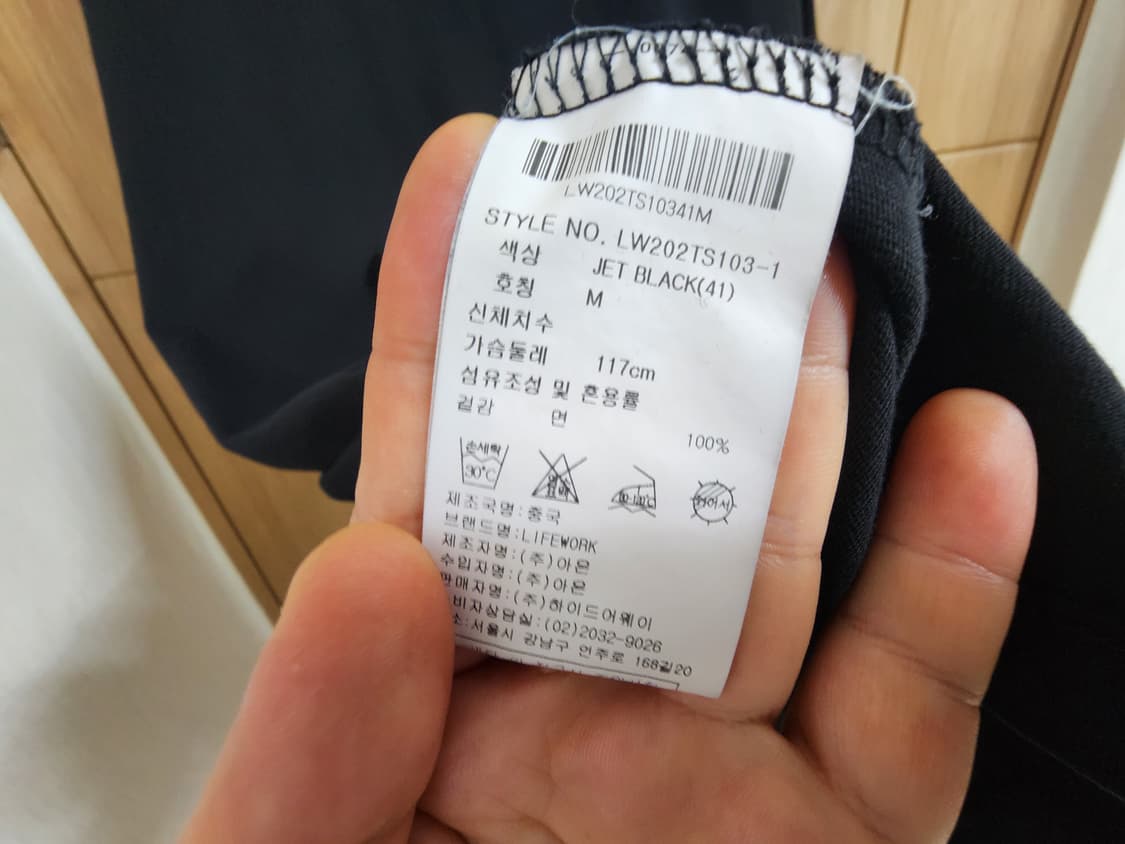 LW202TS10341M
STYLE NO. LW202TS103-1
색상 JET BLACK(41)
호칭 M
신체치수
가슴둘레 117cm
섬유조성 및 혼용률
겉감 면 100%
손세탁
30°C
제조국명:중국
브랜드명:LIFEWORK
제조자명:(주)아은
수입자명:(주)아은
판매자명:(주)하이드어웨이
비자상담실:(02)2032-9026
소:서울시 강남구 언주로 168길20